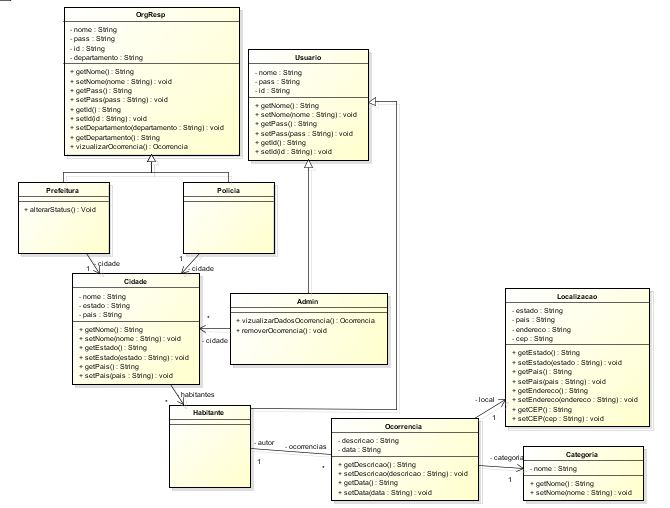 OrgResp
- nome : String
- pass : String
- id : String
- departamento : String
+ getNome() : String
+ setNome(nome : String) : void
+ getPass() : String
+ setPass(pass : String) : void
+ getId() : String
+ setId(id : String) : void
+ setDepartamento(departamento : String) : void
+ getDepartamento() : String
+ vizualizarOcorrencia() : Ocorrencia
Usuario
- nome : String
- pass : String
- id : String
+ getNome() : String
+ setNome(nome : String) : void
+ getPass() : String
+ setPass(pass : String) : void
+ getId() : String
+ setId(id : String) : void
Prefeitura
+ alterarStatus() : Void
Policia
- cidade
1
1
- cidade
Cidade
- nome : String
- estado : String
- pais : String
+ getNome() : String
+ setNome(nome : String) : void
+ getEstado() : String
+ setEstado(estado : String) : void
+ getPais() : String
+ setPais(pais : String) : void
*
- cidade
Admin
+ vizualizarDadosOcorrencia() : Ocorrencia
+ removerOcorrencia() : void
Localizacao
- estado : String
- pais : String
- endereco : String
- cep : String
+ getEstado() : String
+ setEstado(estado : String) : void
+ getPais() : String
+ setPais(pais : String) : void
+ getEndereco() : String
+ setEndereco(endereco : String) : void
+ getCEP() : String
+ setCEP(cep : String) : void
habitantes
*
Habitante
- autor
1
- ocorrencias
*
Ocorrencia
- descricao : String
- data : String
+ getDescricao() : String
+ setDescricao(descricao : String) : void
+ getData() : String
+ setData(data : String) : void
- local
1
- categoria
1
Categoria
- nome : String
+ getNome() : String
+ setNome(nome : String) : void